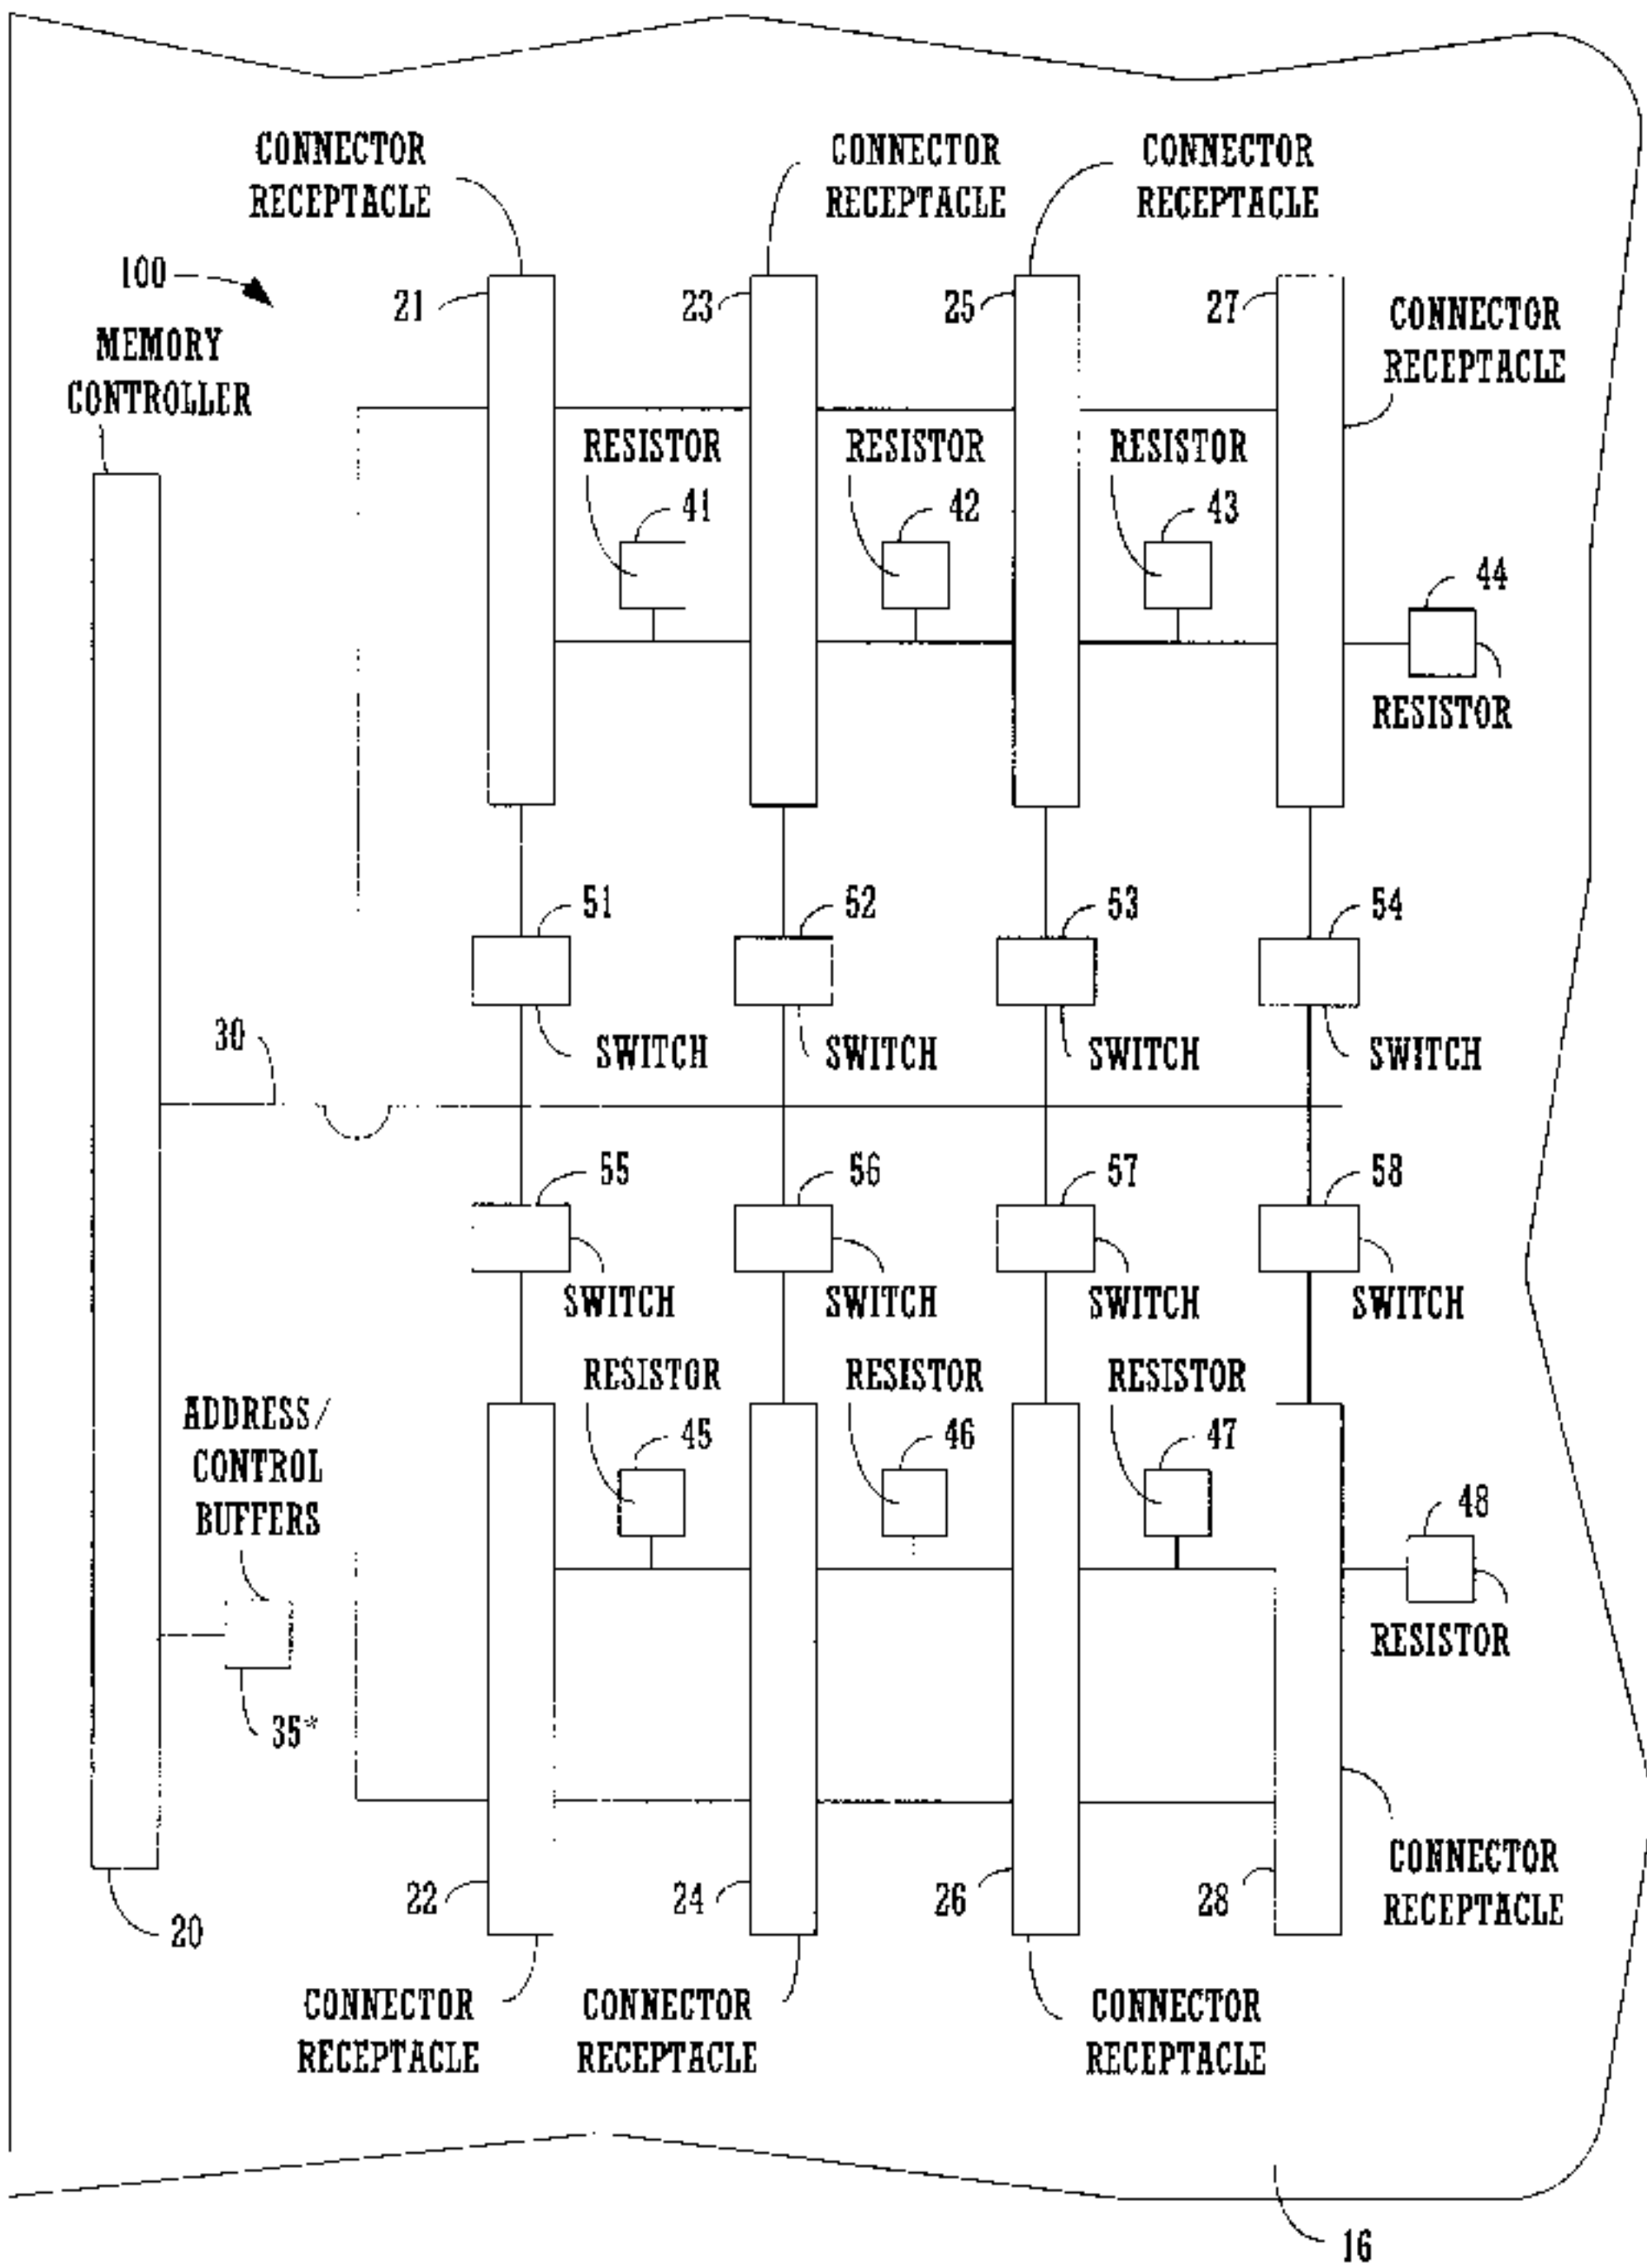 CONNECTOR
RECEPTACLE
CONNECTOR
RECEPTACLE
CONNECTOR
RECEPTACLE
100
21
23
25
27
CONNECTOR
RECEPTACLE
MEMORY
CONTROLLER
RESISTOR
RESISTOR
RESISTOR
41
42
43
44
RESISTOR
51
52
53
54
SWITCH
SWITCH
SWITCH
SWITCH
30
55
56
57
58
SWITCH
SWITCH
SWITCH
SWITCH
RESISTOR
RESISTOR
RESISTOR
ADDRESS/
CONTROL
BUFFERS
45
46
47
48
RESISTOR
35*
22
24
26
28
CONNECTOR
RECEPTACLE
20
CONNECTOR
RECEPTACLE
CONNECTOR
RECEPTACLE
CONNECTOR
RECEPTACLE
16